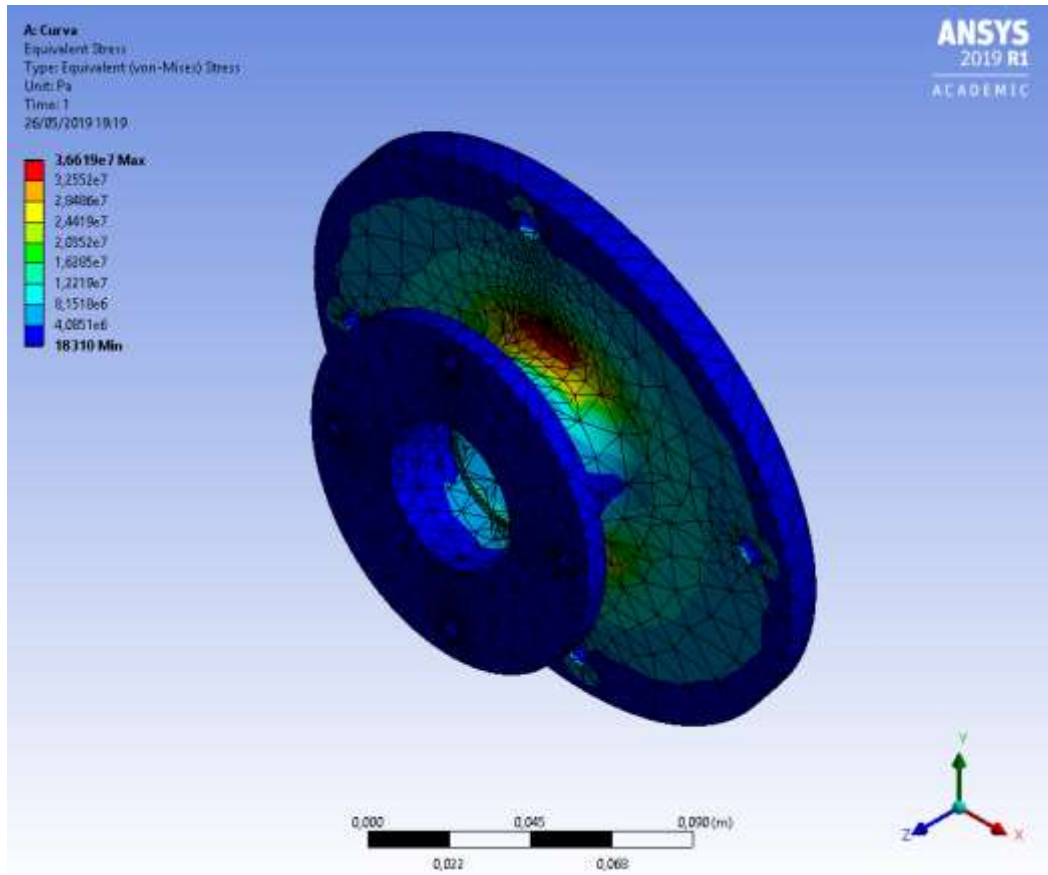 A: Curva
Equivalent Stress
Type: Equivalent (von-Mises) Stress
Unit: Pa
Time: 1
26/05/2019 19:19
3,6619e7 Max
3,2552e7
2,8486e7
2,4419e7
2,0352e7
1,6285e7
1,2219e7
8,1518e6
4,0851e6
18310 Min
ANSYS
2019 R1
ACADEMIC
0,000
0,045
0,090 (m)
0,022
0,068
Y
Z
X